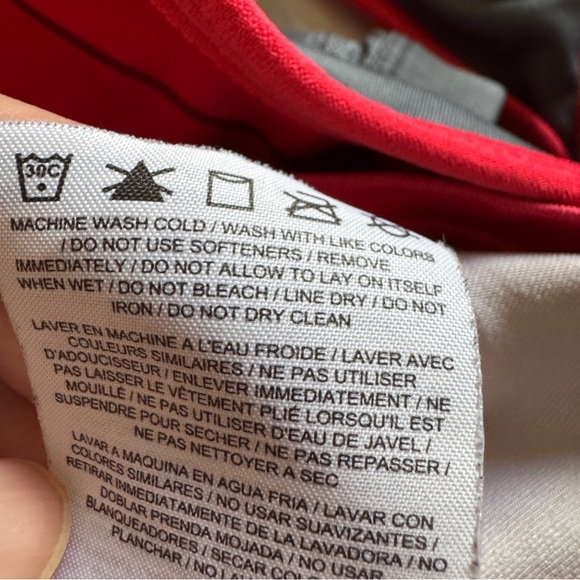 30C
MACHINE WASH COLD / WASH WITH LIKE COLORS
/ DO NOT USE SOFTENERS / REMOVE
IMMEDIATELY / DO NOT ALLOW TO LAY ON ITSELF
WHEN WET / DO NOT BLEACH / LINE DRY / DO NOT
IRON / DO NOT DRY CLEAN
LAVER EN MACHINE A L'EAU FROIDE / LAVER AVEC
COULEURS SIMILAIRES / NE PAS UTILISER
D'ADOUCISSEUR / ENLEVER IMMEDIATEMENT / NE
PAS LAISSER LE VÊTEMENT PLIÉ LORSQU'IL EST
MOUILLÉ / NE PAS UTILISER D'EAU DE JAVEL /
SUSPENDRE POUR SECHER / NE PAS REPASSER /
NE PAS NETTOYER A SEC
LAVAR A MAQUINA EN AGUA FRIA / LAVAR CON
COLORES SIMILARES / NO USAR SUAVIZANTES /
RETIRAR INMEDIATAMENTE DE LA LAVADORA / NO
DOBLAR PRENDA MOJADA / NO USAR
BLANQUEADORES / SECAR COL
PLANCHAR / NO